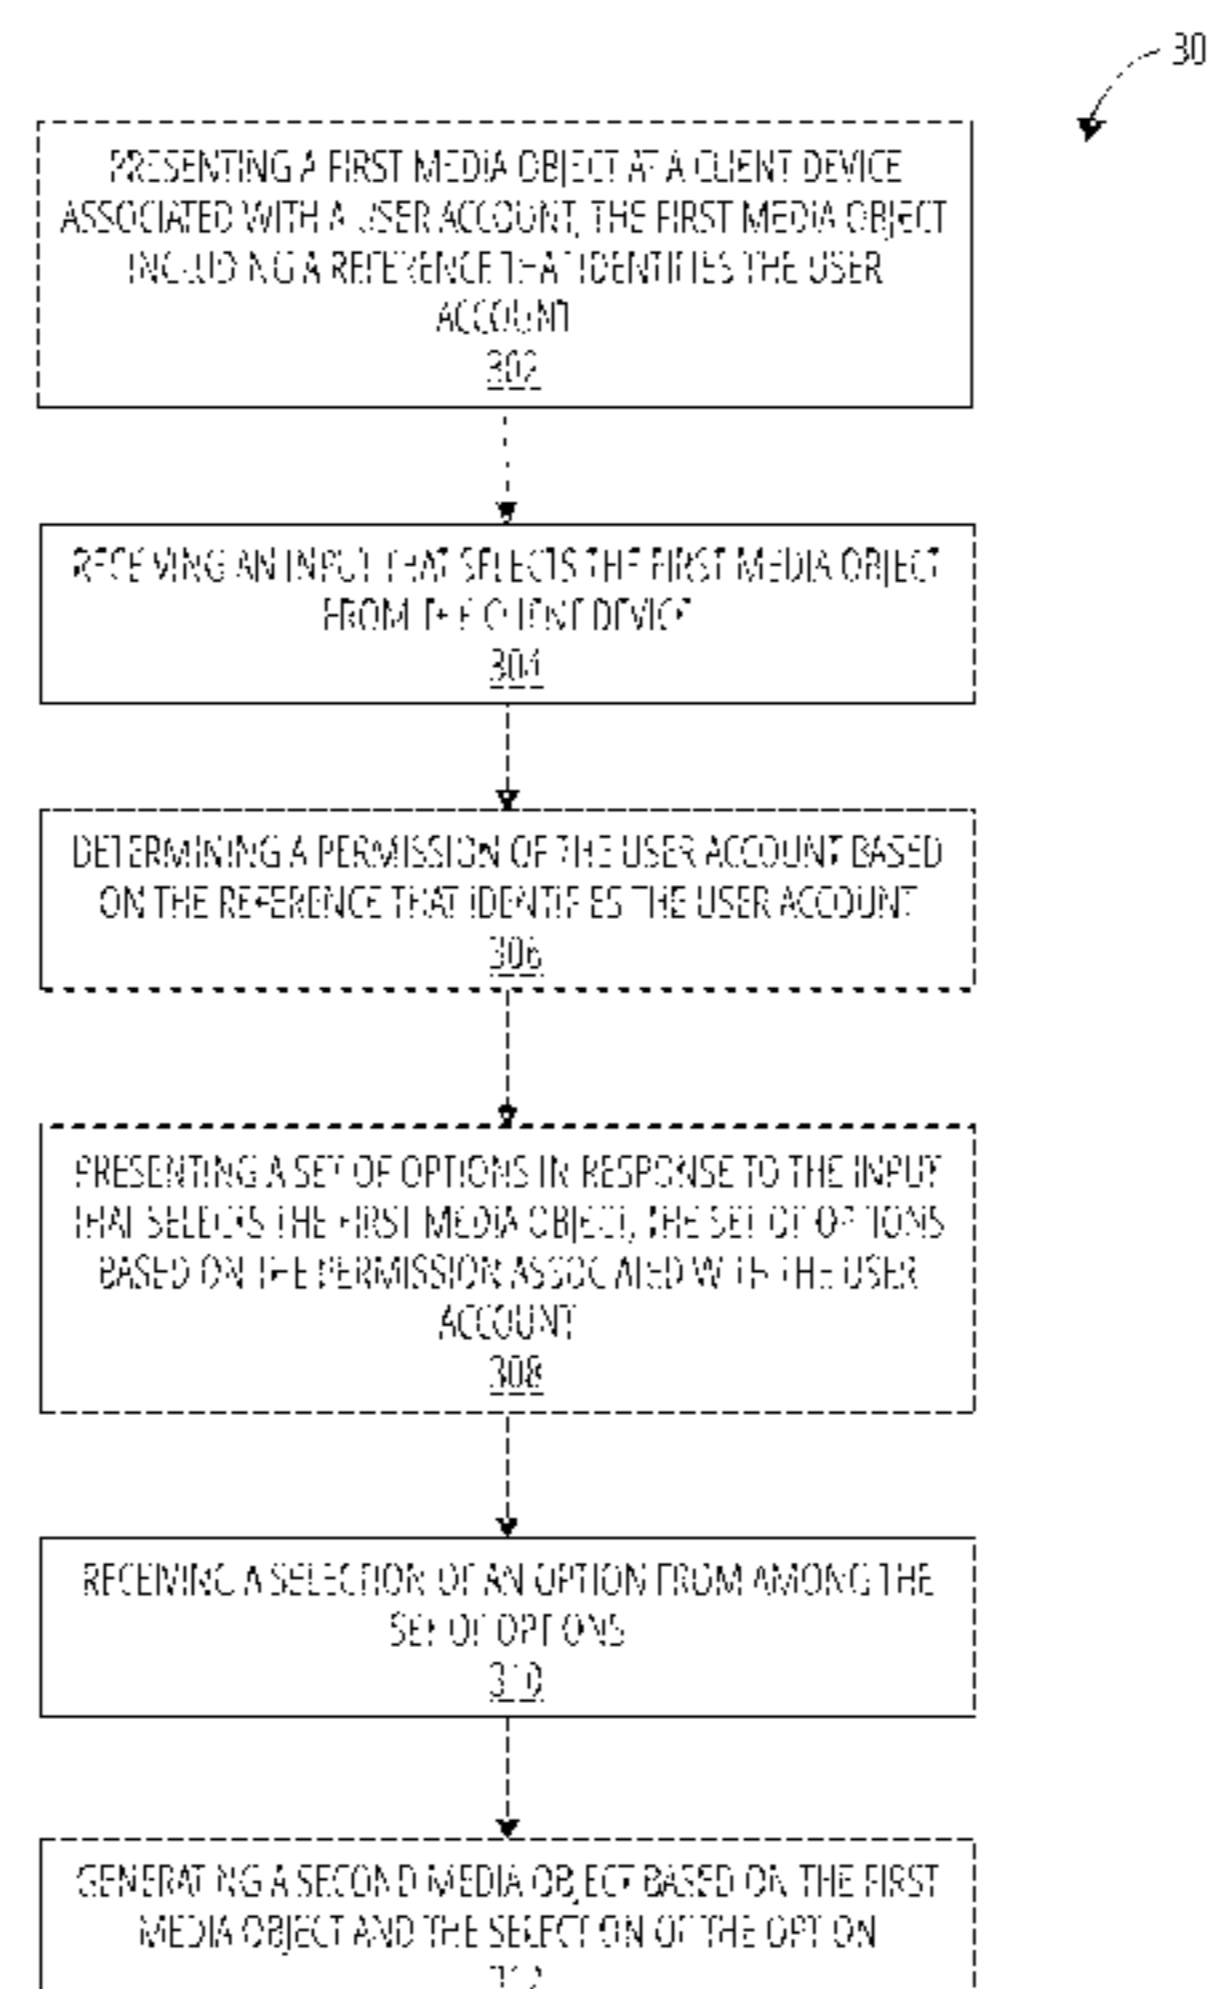 30
PRESENTING A FIRST MEDIA OBJECT AT A CLIENT DEVICE
ASSOCIATED WITH A USER ACCOUNT, THE FIRST MEDIA OBJECT
INCLUDING A REFERENCE THAT IDENTIFIES THE USER
ACCOUNT
302
RECEIVING AN INPUT THAT SELECTS THE FIRST MEDIA OBJECT
FROM THE CLIENT DEVICE
304
DETERMINING A PERMISSION OF THE USER ACCOUNT BASED
ON THE REFERENCE THAT IDENTIFIES THE USER ACCOUNT
306
PRESENTING A SET OF OPTIONS IN RESPONSE TO THE INPUT
THAT SELECTS THE FIRST MEDIA OBJECT, THE SET OF OPTIONS
BASED ON THE PERMISSION ASSOCIATED WITH THE USER
ACCOUNT
308
RECEIVING A SELECTION OF AN OPTION FROM AMONG THE
SET OF OPTIONS
310
GENERATING A SECOND MEDIA OBJECT BASED ON THE FIRST
MEDIA OBJECT AND THE SELECTION OF THE OPTION
312